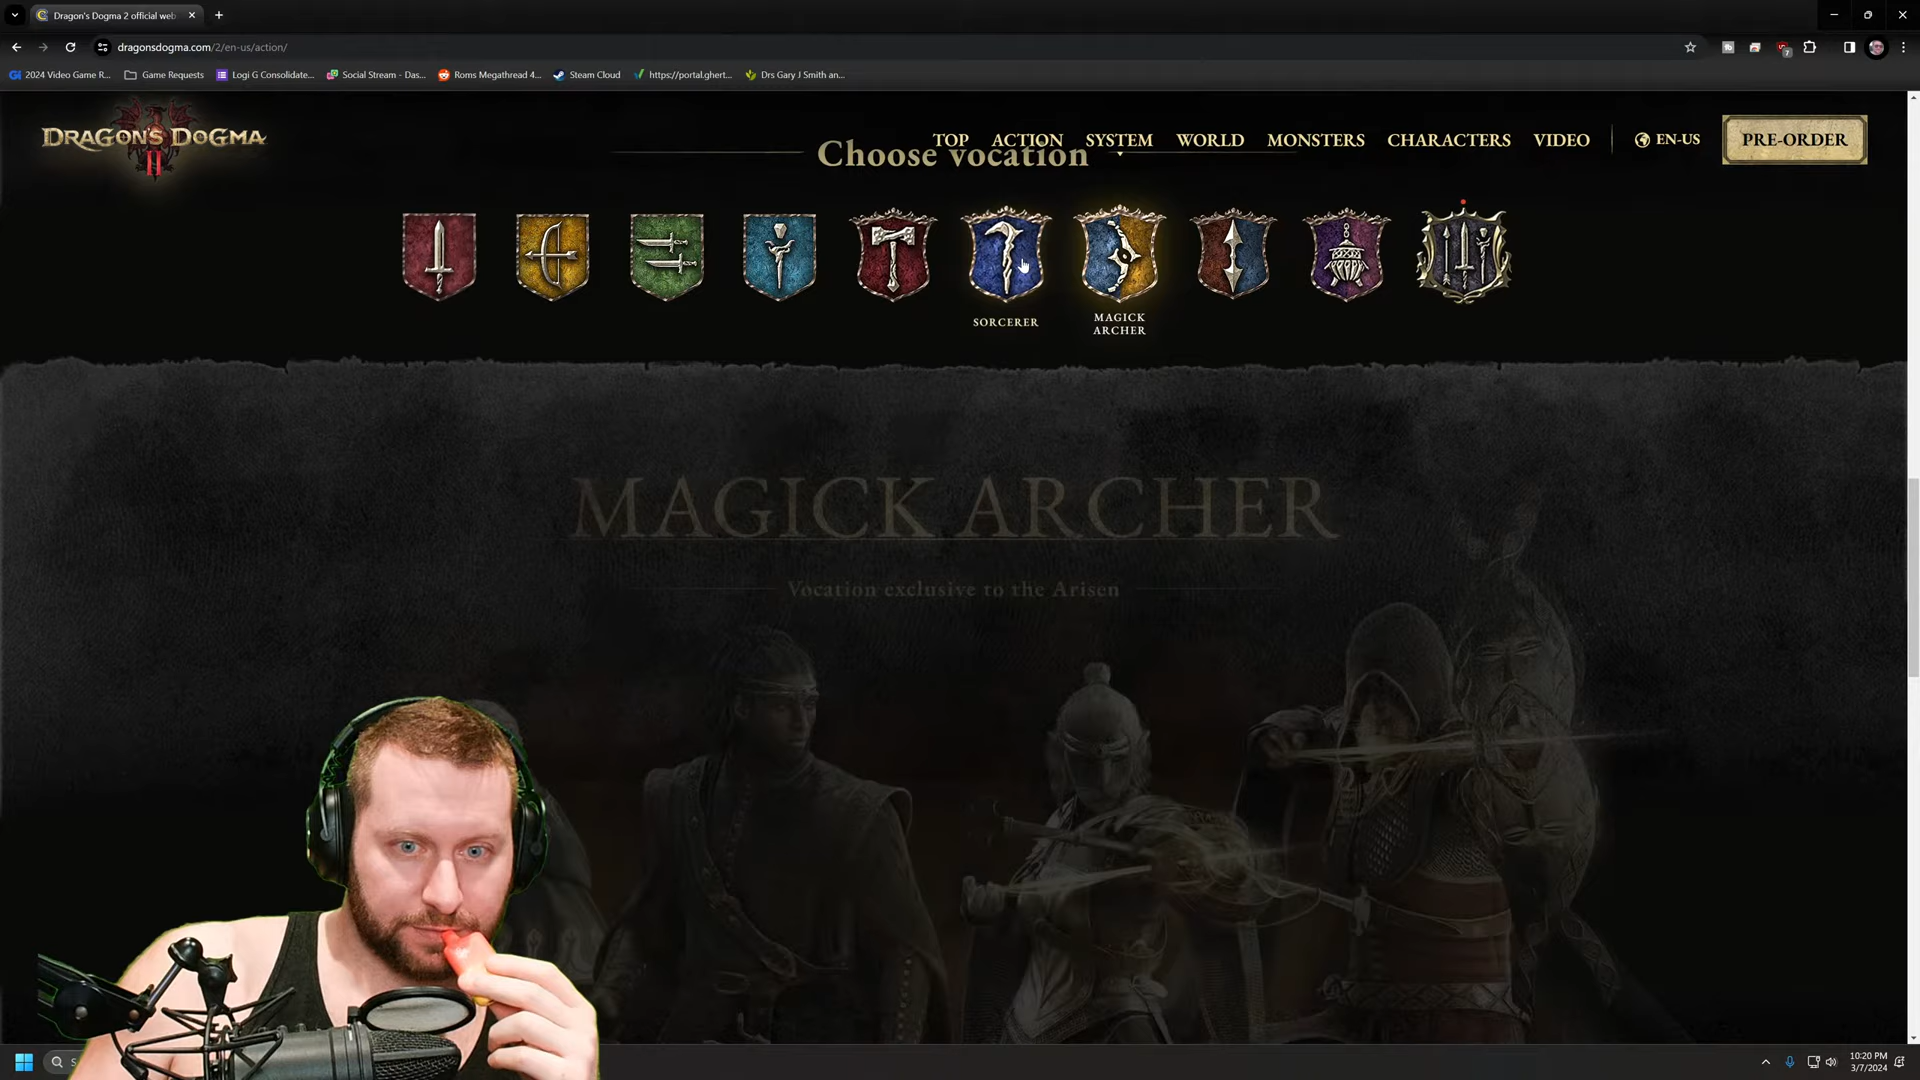 Dragon's Dogma 2 official web
dragonsdogma.com/2/en-us/action/
2024 Video Game R...
Game Requests
Logi G Consolidate...
Social Stream - Das...
Roms Megathread 4...
Steam Cloud
https://portal.ghert...
Drs Gary J Smith an...
DRAGON'S DOGMA
II
TOP
ACTION
SYSTEM
WORLD
MONSTERS
CHARACTERS
VIDEO
EN-US
PRE-ORDER
Choose vocation
SORCERER
MAGICK
ARCHER
MAGICK ARCHER
Vocation exclusive to the Arisen
10:20 PM
3/7/2024